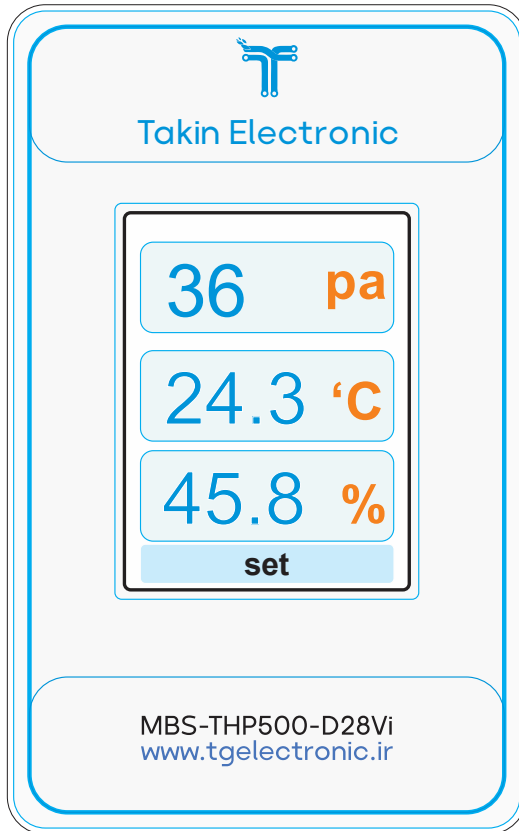 Takin Electronic
36 pa
24.3 ‘C
45.8 %
set
MBS-THP500-D28Vi
www.tgelectronic.ir